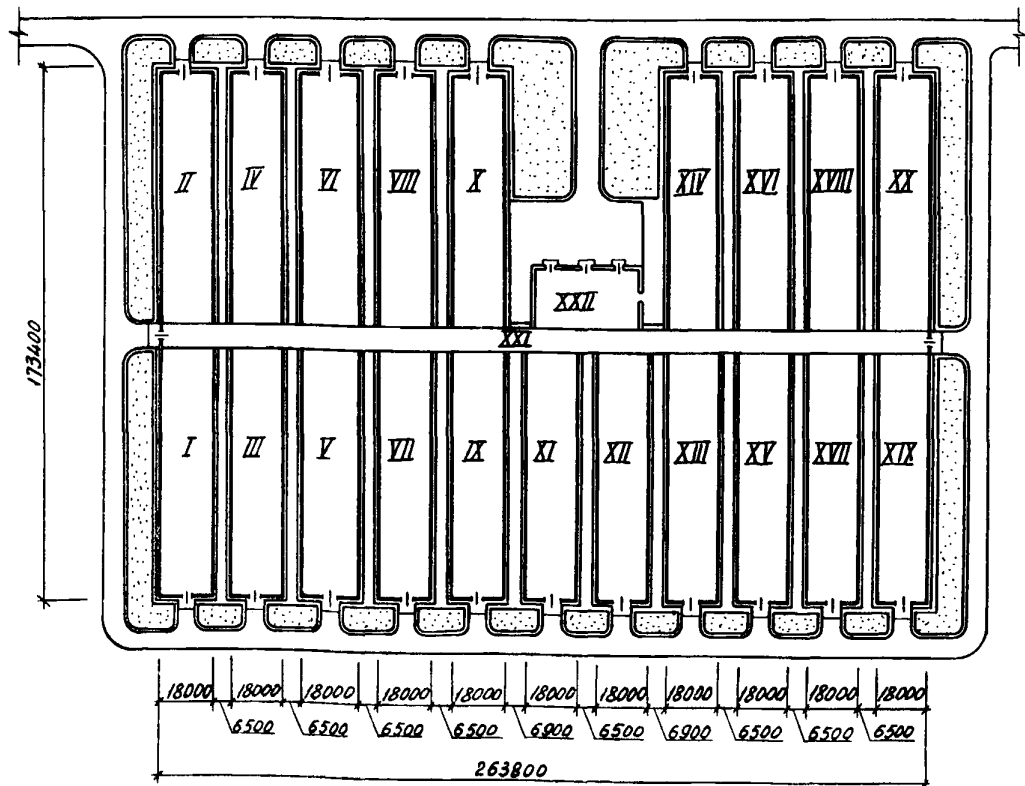 II IV VI VIII X XIV XVI XVIII XX
XXII
XXI
173400
I III V VII IX XI XII XIII XV XVII XIX
18000 18000 18000 18000 18000 18000 18000 18000 18000 18000 18000
6500 6500 6500 6500 6900 6500 6900 6500 6500 6500
263800